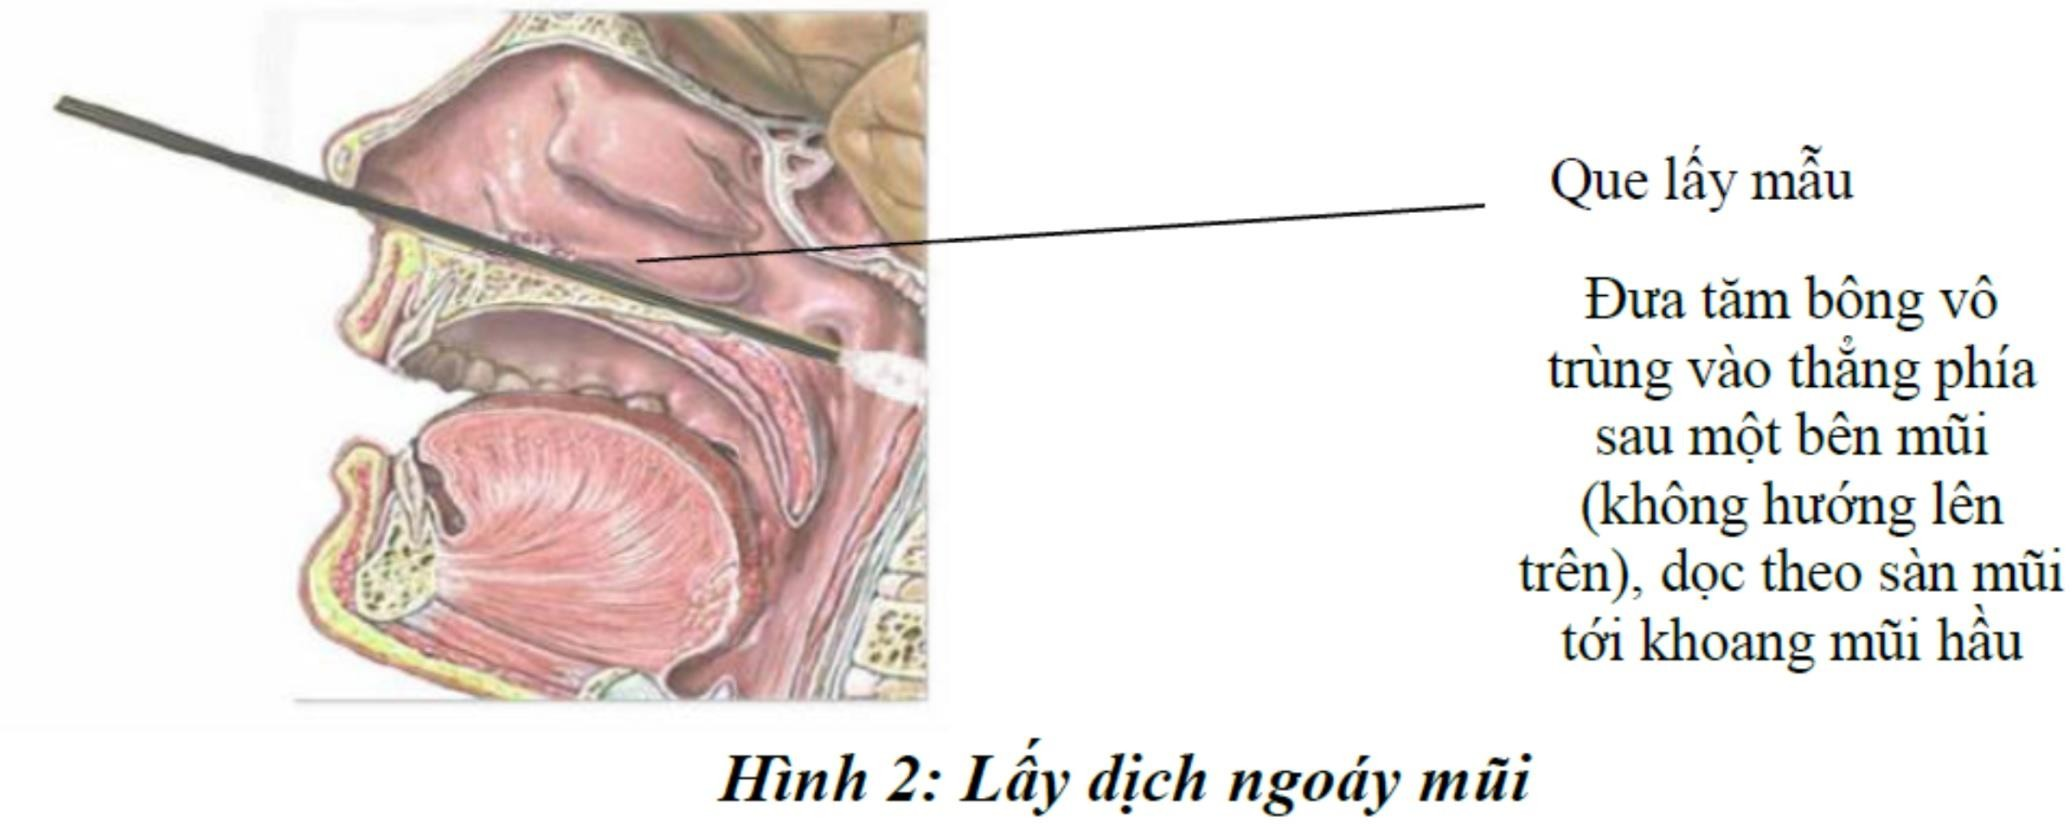 Que lấy mẫu
Đưa tăm bông vô
trùng vào thẳng phía
sau một bên mũi
(không hướng lên
trên), dọc theo sàn mũi
tới khoang mũi hầu
Hình 2: Lấy dịch ngoáy mũi